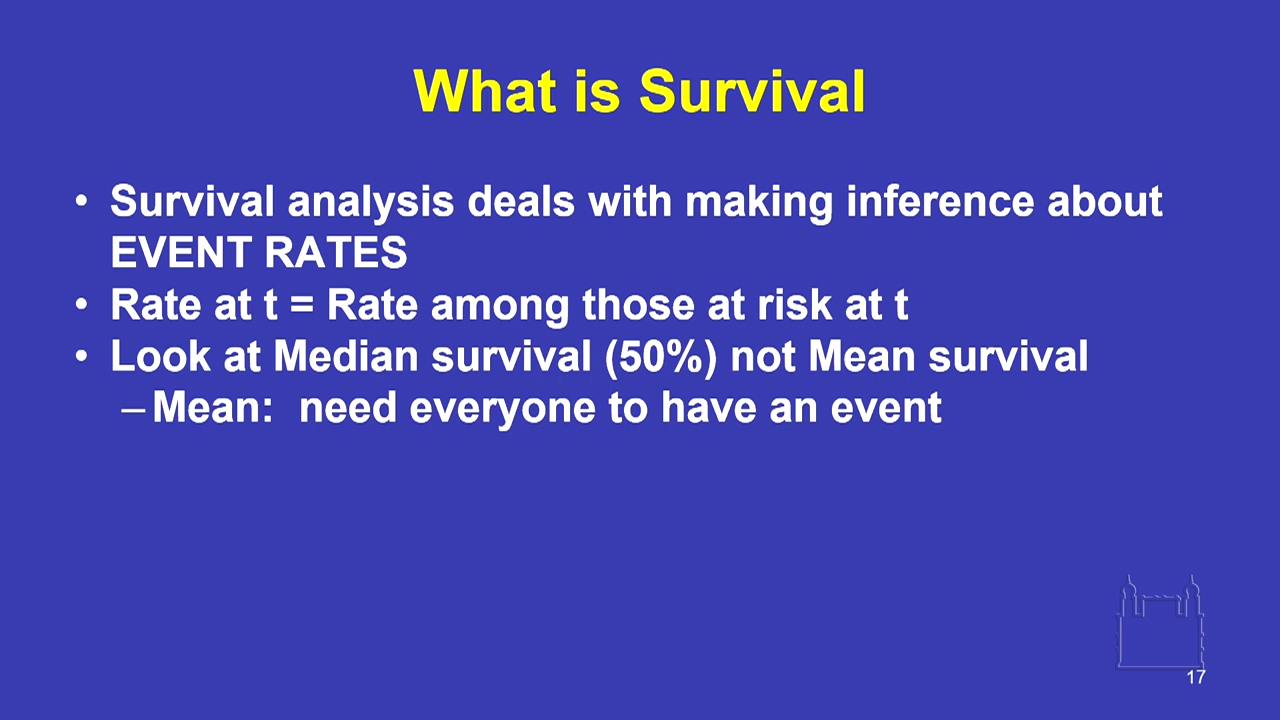 What is Survival
• Survival analysis deals with making inference about
EVENT RATES
• Rate at t = Rate among those at risk at t
• Look at Median survival (50%) not Mean survival
– Mean:  need everyone to have an event
17